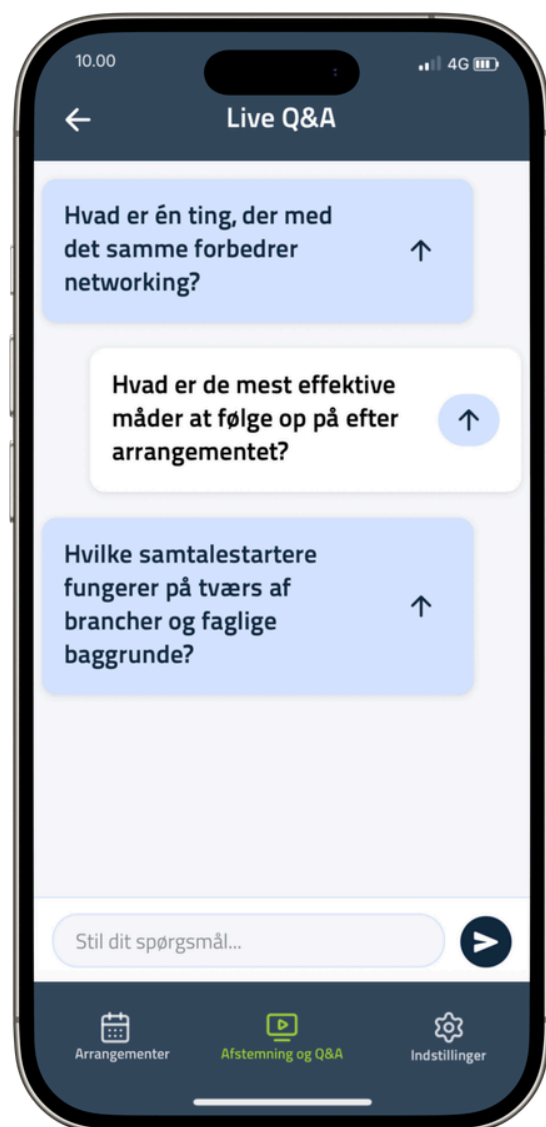 10.00
4G
Live Q&A
Hvad er én ting, der med
det samme forbedrer
networking?
Hvad er de mest effektive
måder at følge op på efter
arrangementet?
Hvilke samtalestartere
fungerer på tværs af
brancher og faglige
baggrunde?
Stil dit spørgsmål...
Arrangementer
Afstemning og Q&A
Indstillinger